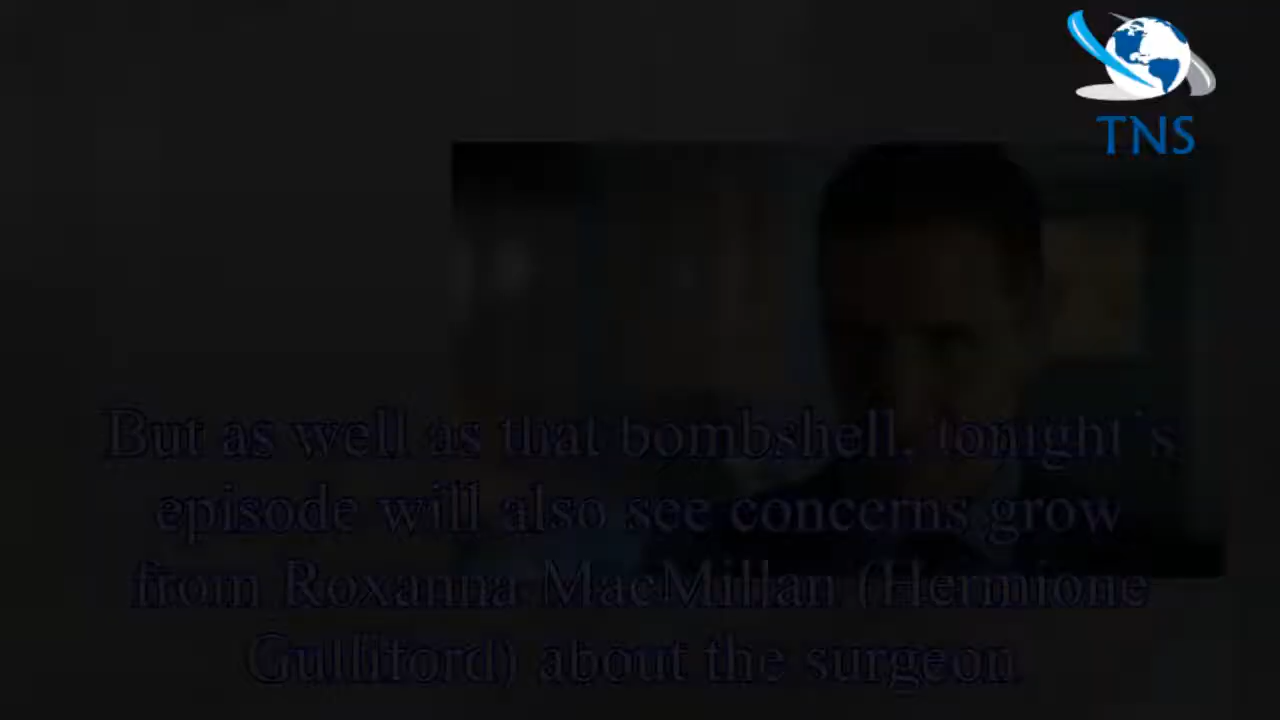 TNS
But as well as that bombshell, tonight´s
episode will also see concerns grow
from Roxanna MacMillan (Hermione
Gulliford) about the surgeon.